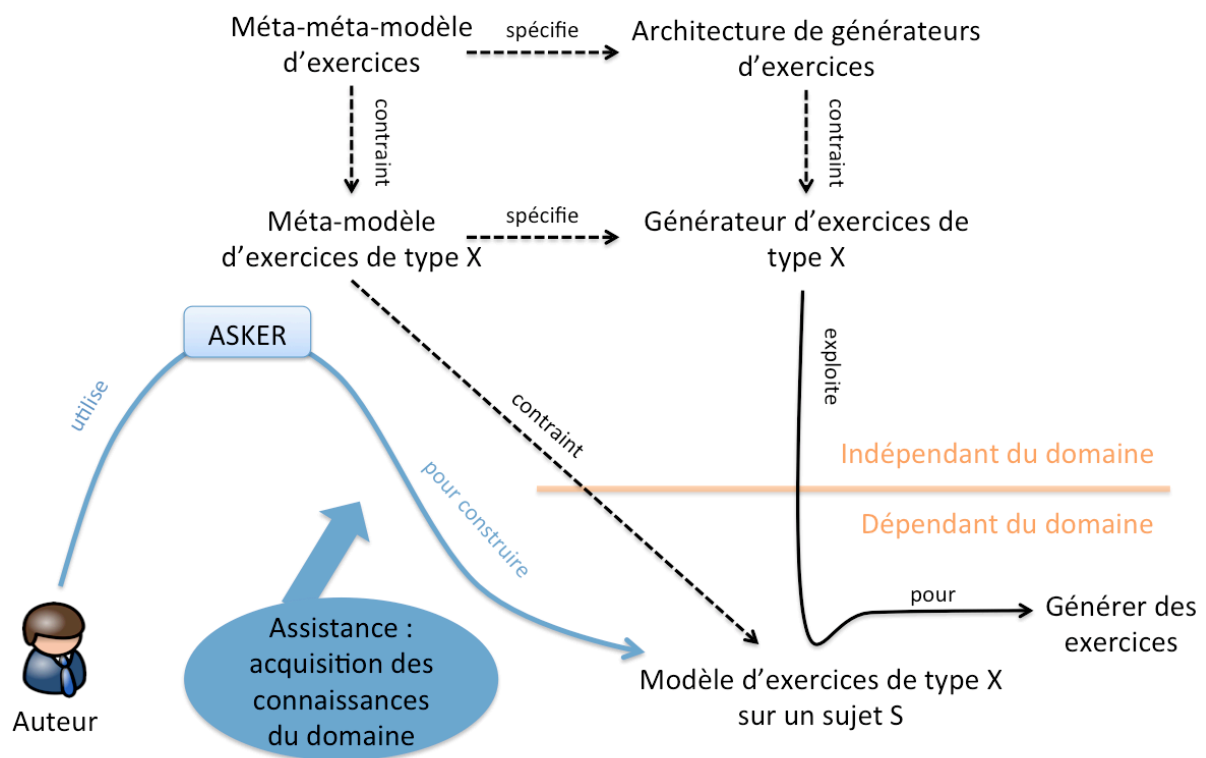 Méta-méta-modèle
d’exercices
spécifie
Architecture de générateurs
d’exercices
contraint
contraint
Méta-modèle
d’exercices de type X
spécifie
Générateur d’exercices de
type X
ASKER
utilise
exploite
contraint
pour construire
Indépendant du domaine
Dépendant du domaine
pour
Générer des
exercices
Assistance :
acquisition des
connaissances
du domaine
Modèle d’exercices de type X
sur un sujet S
Auteur